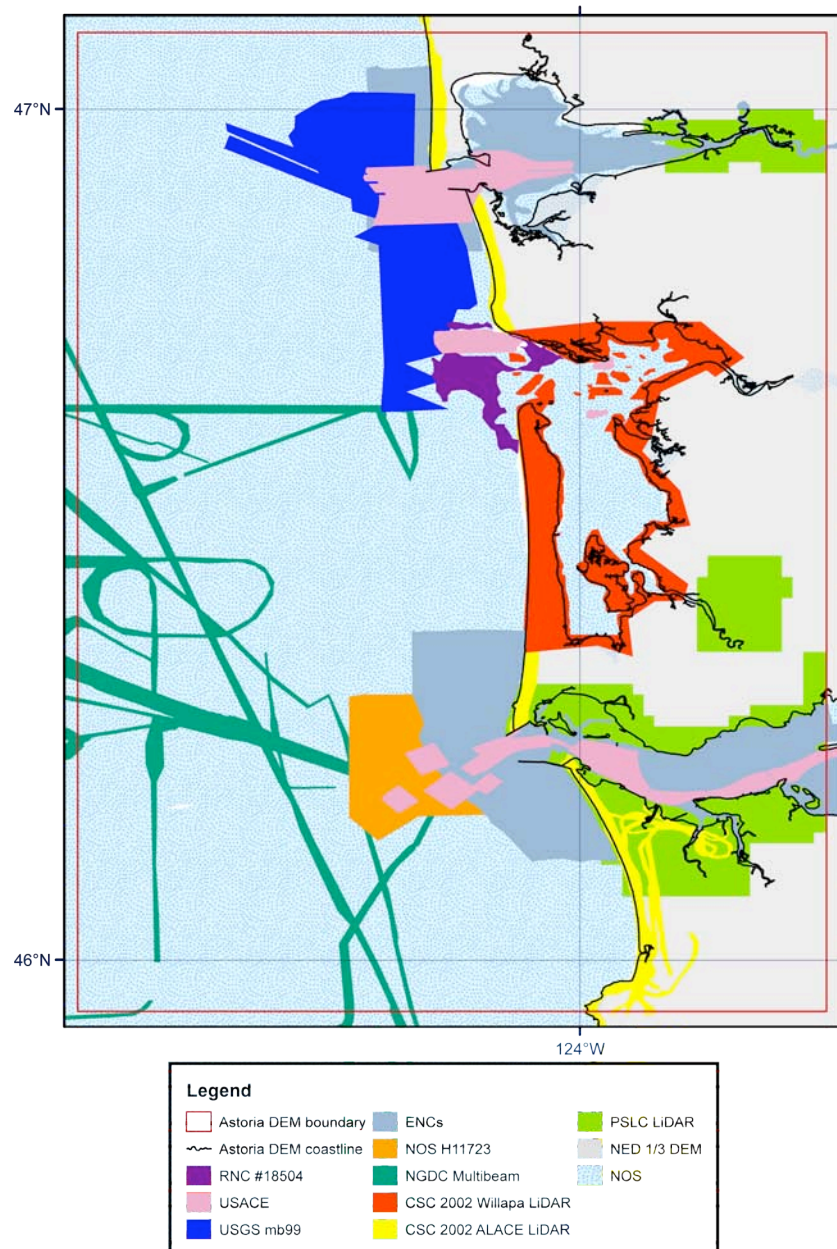 47°N
46°N
124°W
Legend
Astoria DEM boundary
Astoria DEM coastline
RNC #18504
USACE
USGS mb99
ENCs
NOS H11723
NGDC Multibeam
CSC 2002 Willapa LiDAR
CSC 2002 ALACE LiDAR
PSLC LiDAR
NED 1/3 DEM
NOS